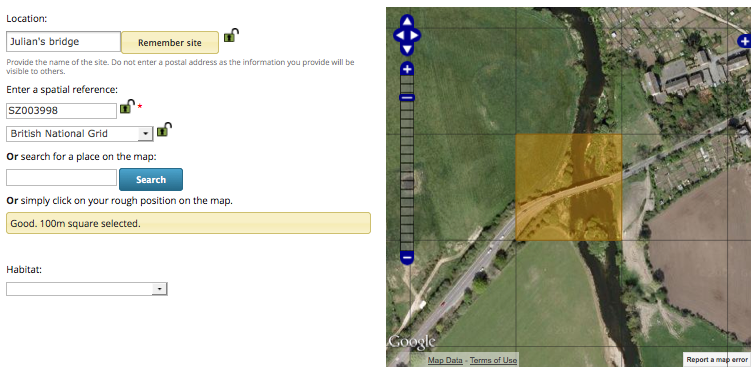 Location:
Julian's bridge
Remember site
Provide the name of the site. Do not enter a postal address as the information you provide will be
visible to others.
Enter a spatial reference:
SZ003998
*
British National Grid
Or search for a place on the map:
Search
Or simply click on your rough position on the map.
Good. 100m square selected.
Habitat:
Google
Map Data - Terms of Use
Report a map error